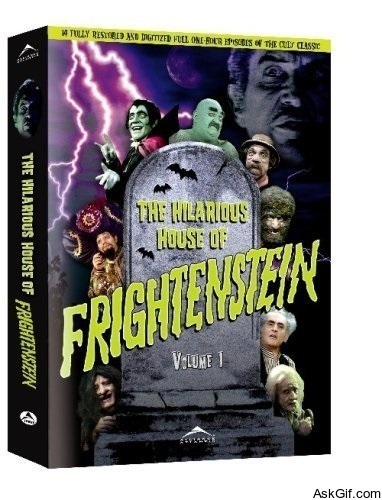 14 FULLY RESTORED AND DIGITIZED FULL ONE-HOUR EPISODES OF THE CULT CLASSIC
THE HILARIOUS
HOUSE OF
FRIGHTENSTEIN
VOLUME 1
THE HILARIOUS HOUSE OF
FRIGHTENSTEIN
AskGif.com